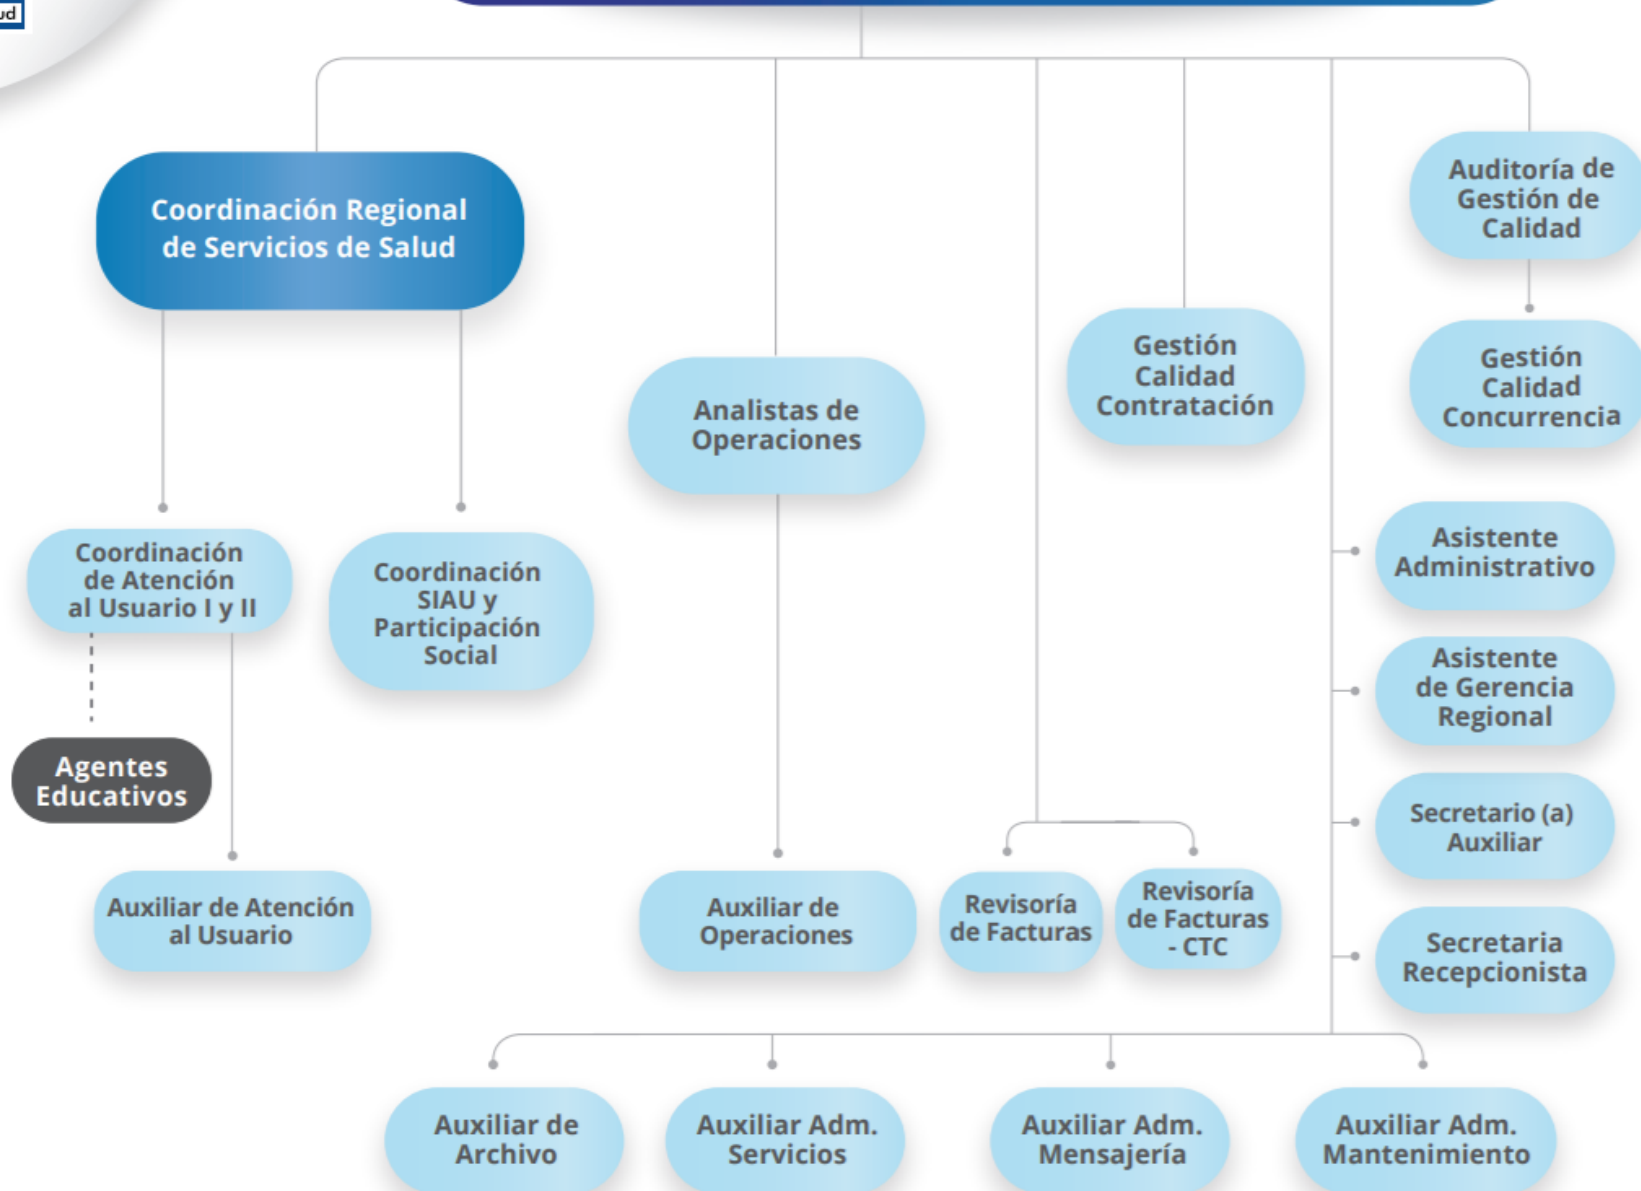 Coordinación Regional
de Servicios de Salud
Auditoría de
Gestión de
Calidad
Gestión
Calidad
Contratación
Gestión
Calidad
Concurrencia
Analistas de
Operaciones
Coordinación
de Atención
al Usuario I y II
Coordinación
SIAU y
Participación
Social
Asistente
Administrativo
Asistente
de Gerencia
Regional
Agentes
Educativos
Secretario (a)
Auxiliar
Auxiliar de Atención
al Usuario
Auxiliar de
Operaciones
Revisoría
de Facturas
Revisoría
de Facturas
- CTC
Secretaria
Recepcionista
Auxiliar de
Archivo
Auxiliar Adm.
Servicios
Auxiliar Adm.
Mensajería
Auxiliar Adm.
Mantenimiento